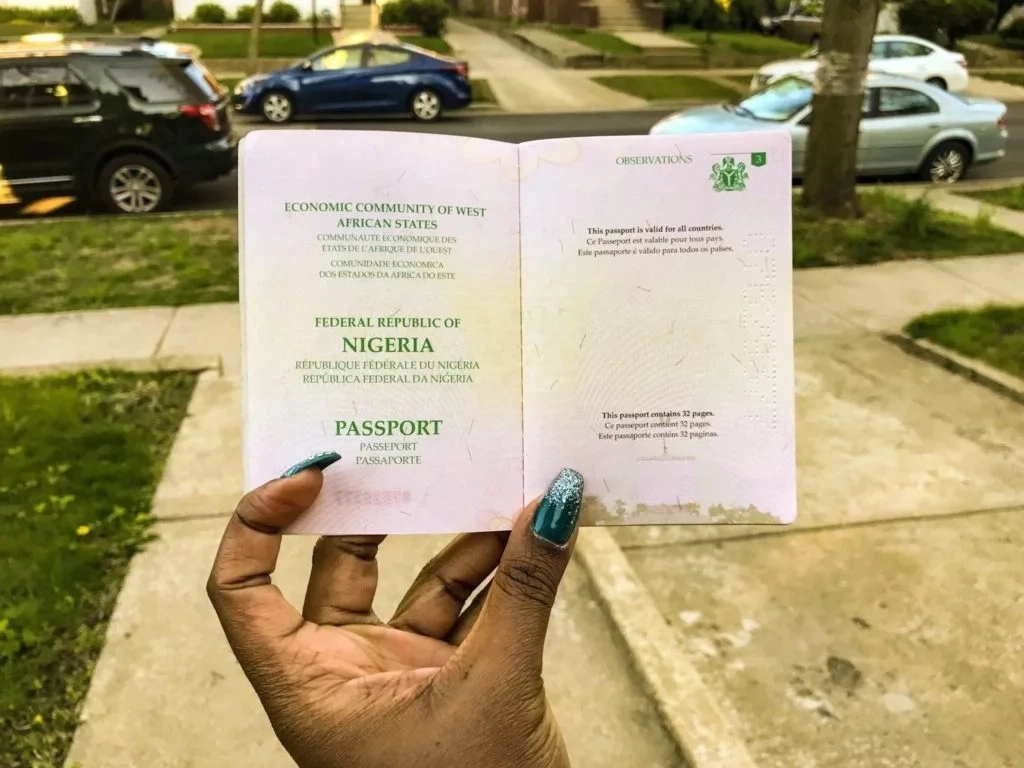 ECONOMIC COMMUNITY OF WEST
AFRICAN STATES
COMMUNAUTE ECONOMIQUE DES
ETATS DE L'AFRIQUE DE L'OUEST
COMUNIDADE ECONOMICA
DOS ESTADOS DA AFRICA DO ESTE
FEDERAL REPUBLIC OF
NIGERIA
RÉPUBLIQUE FÉDÉRALE DU NIGÉRIA
REPÚBLICA FEDERAL DA NIGÉRIA
PASSPORT
PASSEPORT
PASSAPORTE
OBSERVATIONS
3
This passport is valid for all countries.
Ce Passeport est valable pour tous pays.
Este passaporte é válido para todos os países.
This passport contains 32 pages.
Ce passeport contient 32 pages.
Este passaporte contém 32 paginas.